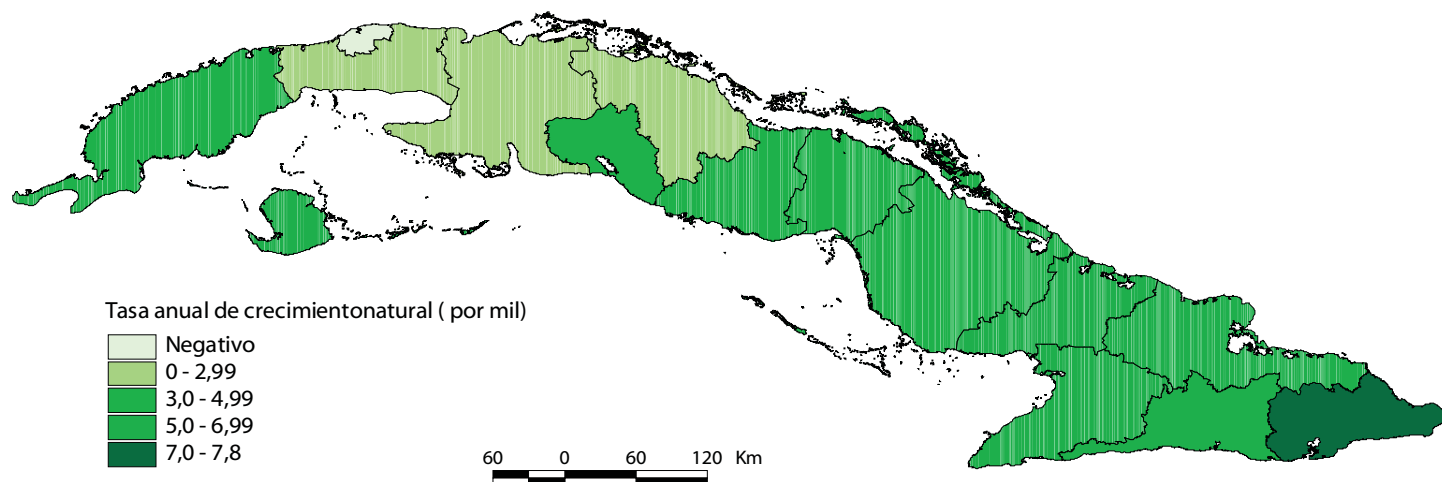 Tasa anual de crecimientonatural ( por mil)
Negativo
0 - 2,99
3,0 - 4,99
5,0 - 6,99
7,0 - 7,8
60 0 60 120 Km